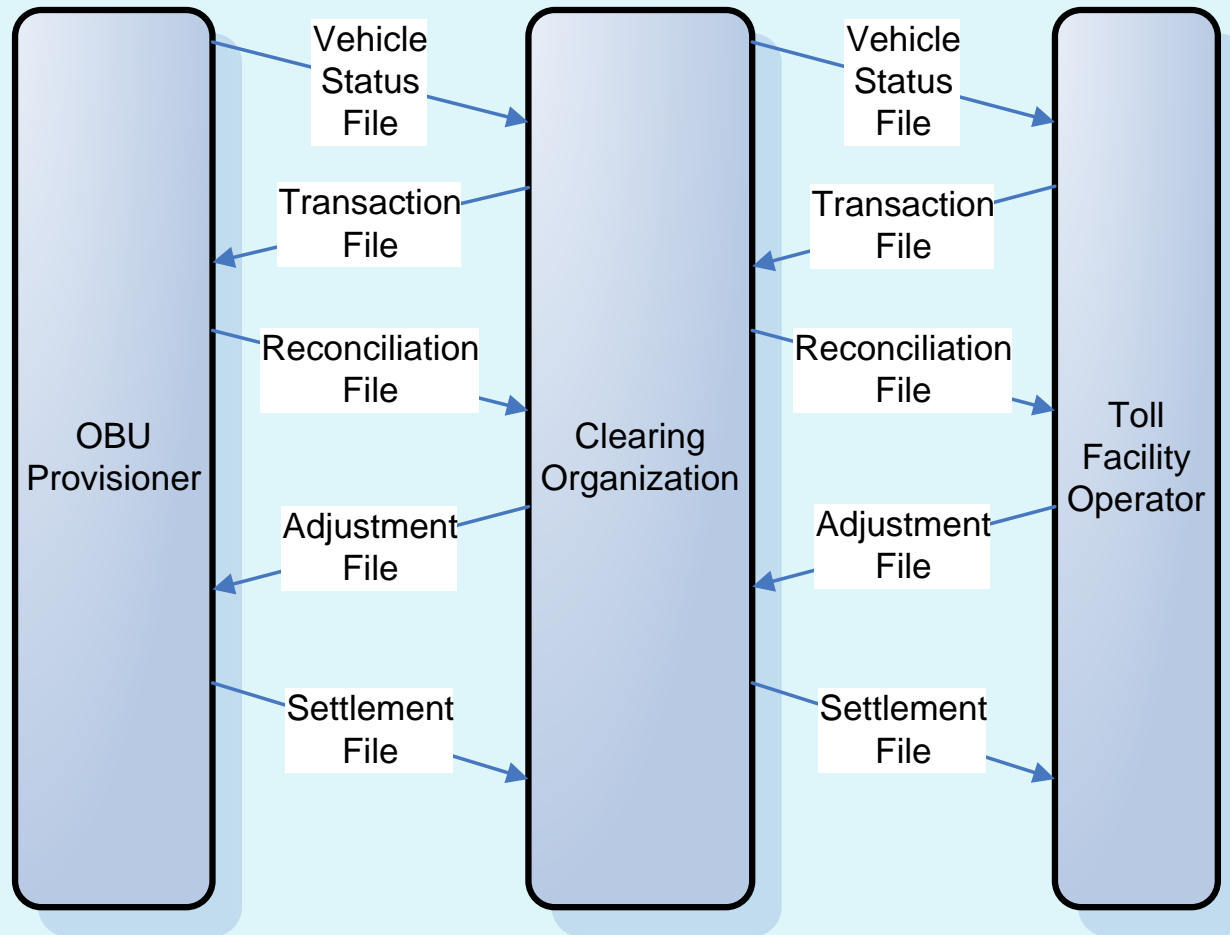 Vehicle
Status
File
Vehicle
Status
File
Transaction
File
Transaction
File
Reconciliation
File
Reconciliation
File
OBU
Provisioner
Clearing
Organization
Toll
Facility
Operator
Adjustment
File
Adjustment
File
Settlement
File
Settlement
File